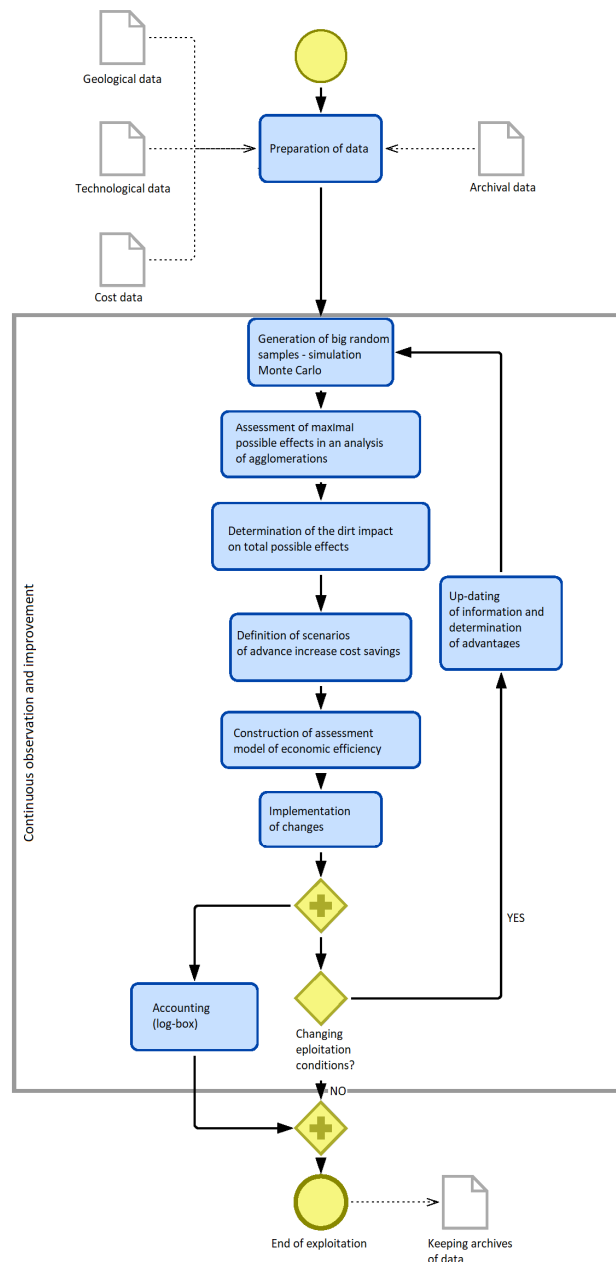 Geological data
Preparation of data
Technological data
Archival data
Cost data
Generation of big random
samples - simulation
Monte Carlo
Assessment of maximal
possible effects in an analysis
of agglomerations
Determination of the dirt impact
on total possible effects
Continuous observation and improvement
Up-dating
of information and
determination
of advantages
Definition of scenarios
of advance increase cost savings
Construction of assessment
model of economic efficiency
Implementation
of changes
YES
Accounting
(log-box)
Changing
eploitation
conditions?
NO
End of exploitation
Keeping archives
of data